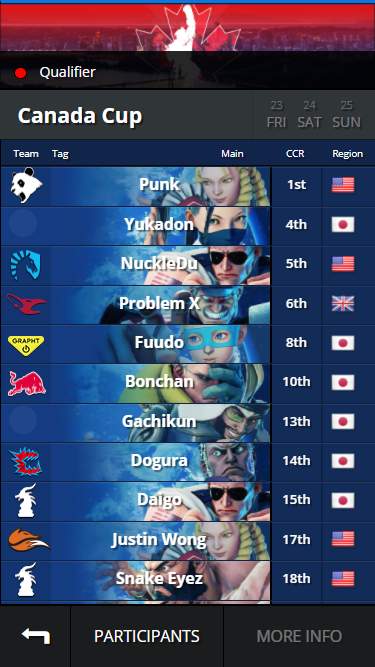 Qualifier
Canada Cup
23 24 25
FRI SAT SUN
Team Tag Main CCR Region
Punk 1st
Yukadon 4th
NuckleDu 5th
Problem X 6th
GRAPHT Fuudo 8th
Bonchan 10th
Gachikun 13th
Dogura 14th
Daigo 15th
Justin Wong 17th
Snake Eyez 18th
PARTICIPANTS MORE INFO